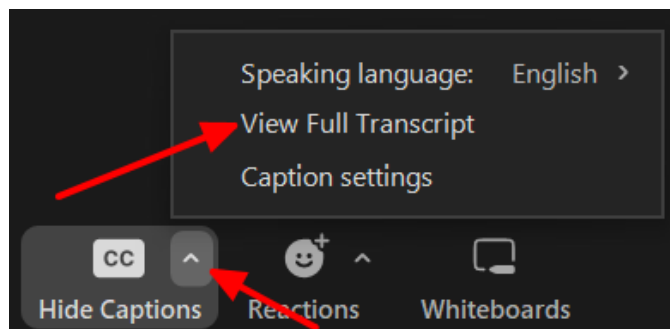 Speaking language: English >
View Full Transcript
Caption settings
CC
Hide Captions Reactions Whiteboards